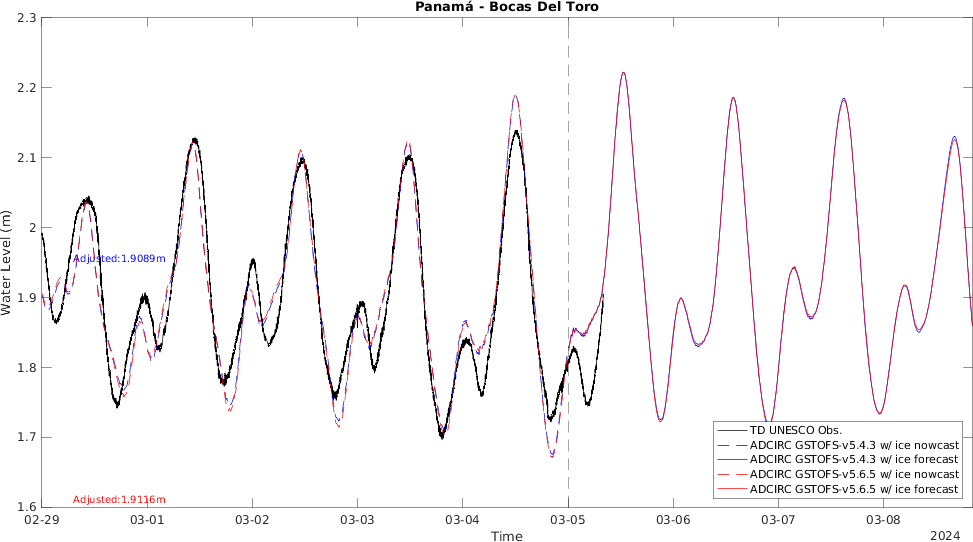 Panamá - Bocas Del Toro
Water Level (m)
2.3
2.2
2.1
2
1.9
1.8
1.7
1.6
Adjusted:1.9089m
Adjusted:1.9116m
TD UNESCO Obs.
ADCIRC GSTOFS-v5.4.3 w/ ice nowcast
ADCIRC GSTOFS-v5.4.3 w/ ice forecast
ADCIRC GSTOFS-v5.6.5 w/ ice nowcast
ADCIRC GSTOFS-v5.6.5 w/ ice forecast
02-29 03-01 03-02 03-03 03-04 03-05 03-06 03-07 03-08
Time
2024